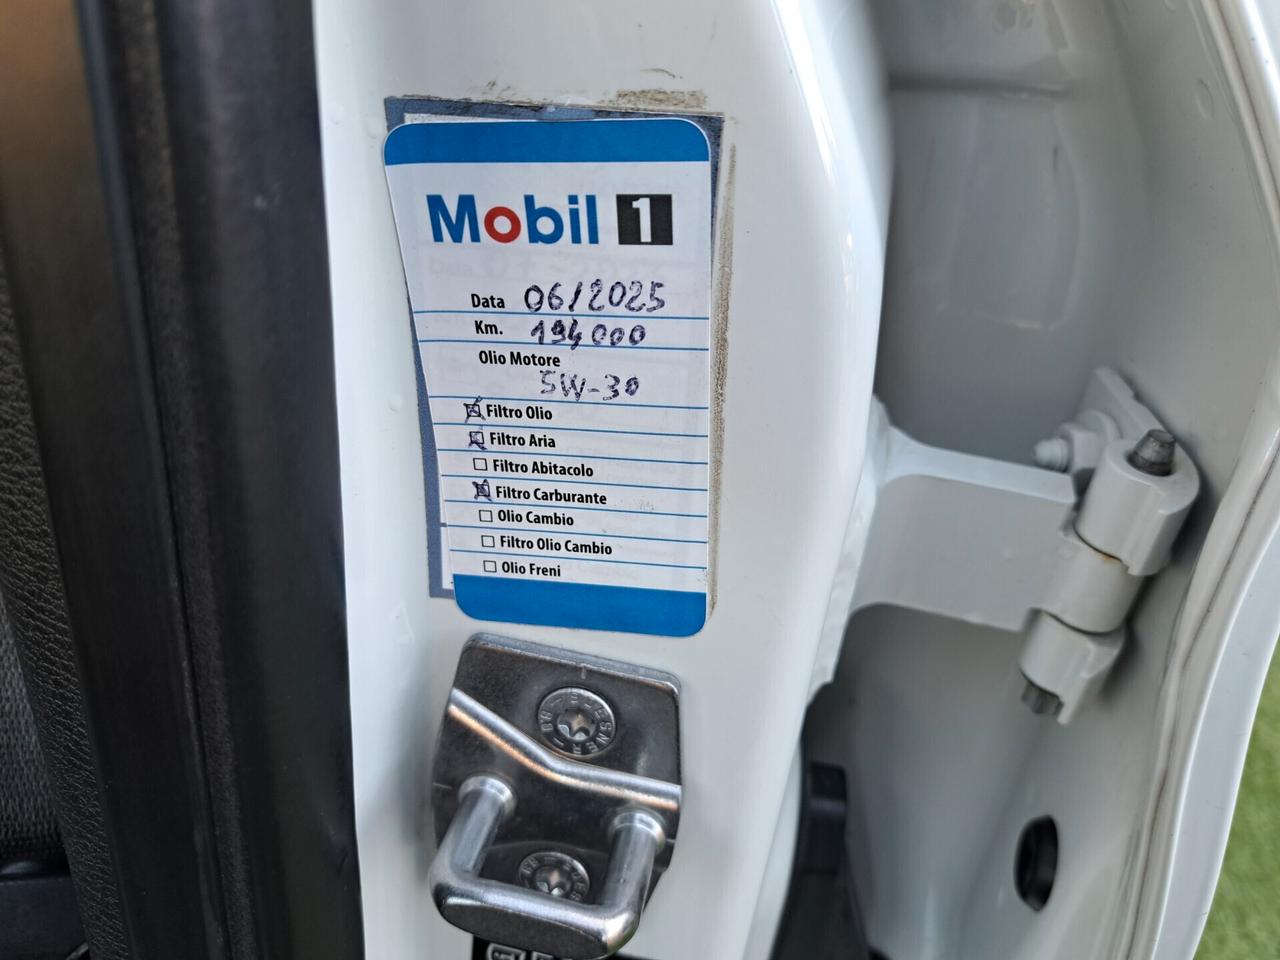 Mobil 1
Data 06/2025
Km. 194000
Olio Motore
5W-30
Filtro Olio
Filtro Aria
Filtro Abitacolo
Filtro Carburante
Olio Cambio
Filtro Olio Cambio
Olio Freni